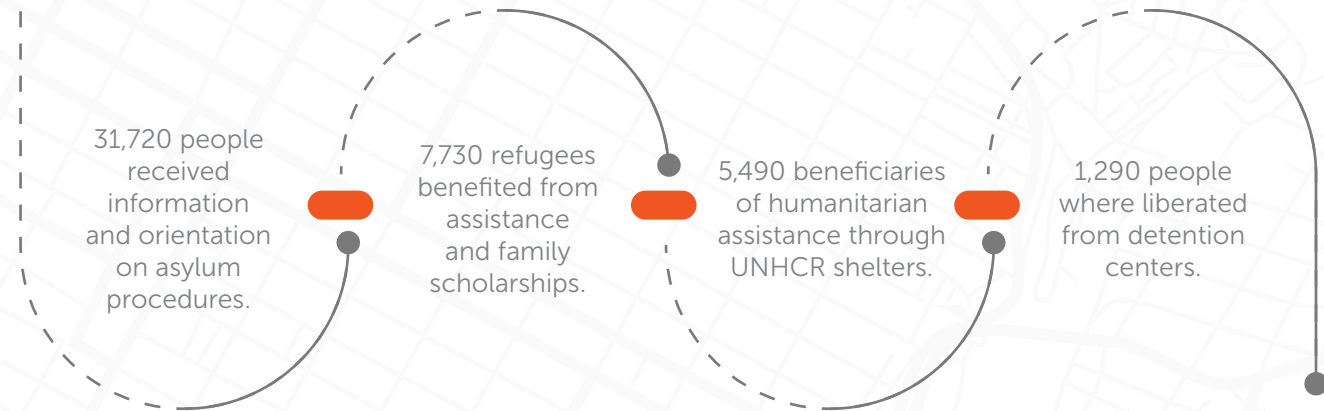 31,720 people
received
information
and orientation
on asylum
procedures.
7,730 refugees
benefited from
assistance
and family
scholarships.
5,490 beneficiaries
of humanitarian
assistance through
UNHCR shelters.
1,290 people
where liberated
from detention
centers.